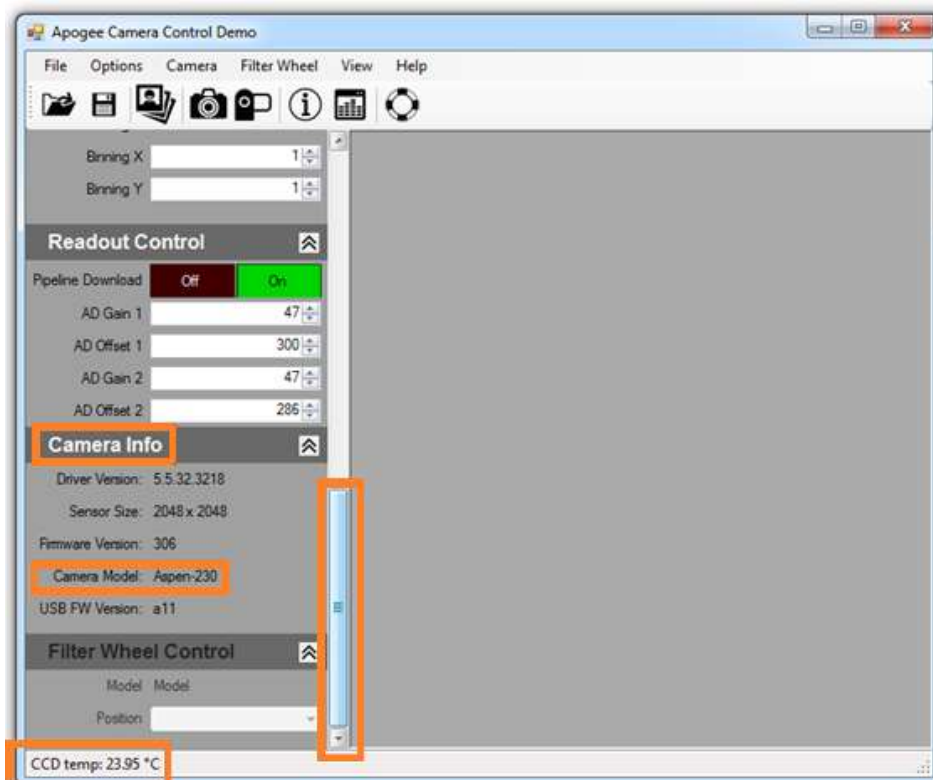 Apogee Camera Control Demo
File Options Camera Filter Wheel View Help
Binning X 1
Binning Y 1
Readout Control
Pipeline Download Off On
AD Gain 1 47
AD Offset 1 300
AD Gain 2 47
AD Offset 2 286
Camera Info
Driver Version: 5.5.32.3218
Sensor Size: 2048 x 2048
Firmware Version: 306
Camera Model: Aspen-230
USB FW Version: a11
Filter Wheel Control
Model Model
Position
CCD temp: 23.95 °C